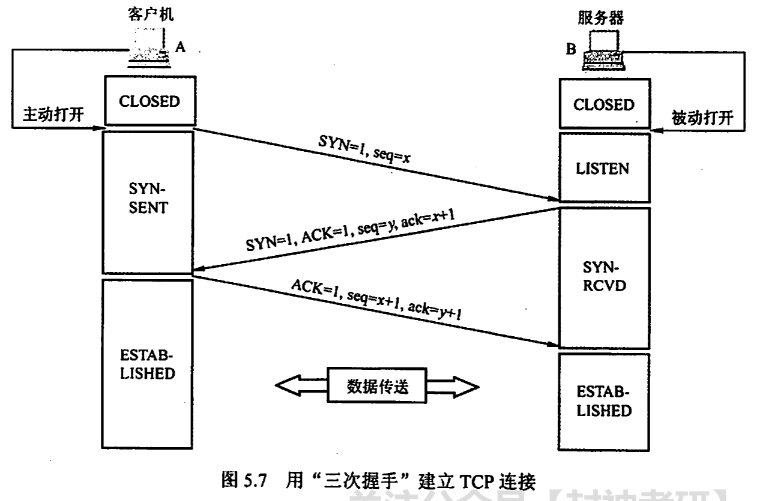 客户机
服务器
A
B
CLOSED
CLOSED
主动打开
被动打开
SYN=1, seq=x
LISTEN
SYN-
SENT
SYN=1, ACK=1, seq=y, ack=x+1
SYN-
RCVD
ACK=1, seq=x+1, ack=y+1
ESTAB-
LISHED
数据传送
ESTAB-
LISHED
图 5.7 用“三次握手”建立 TCP 连接